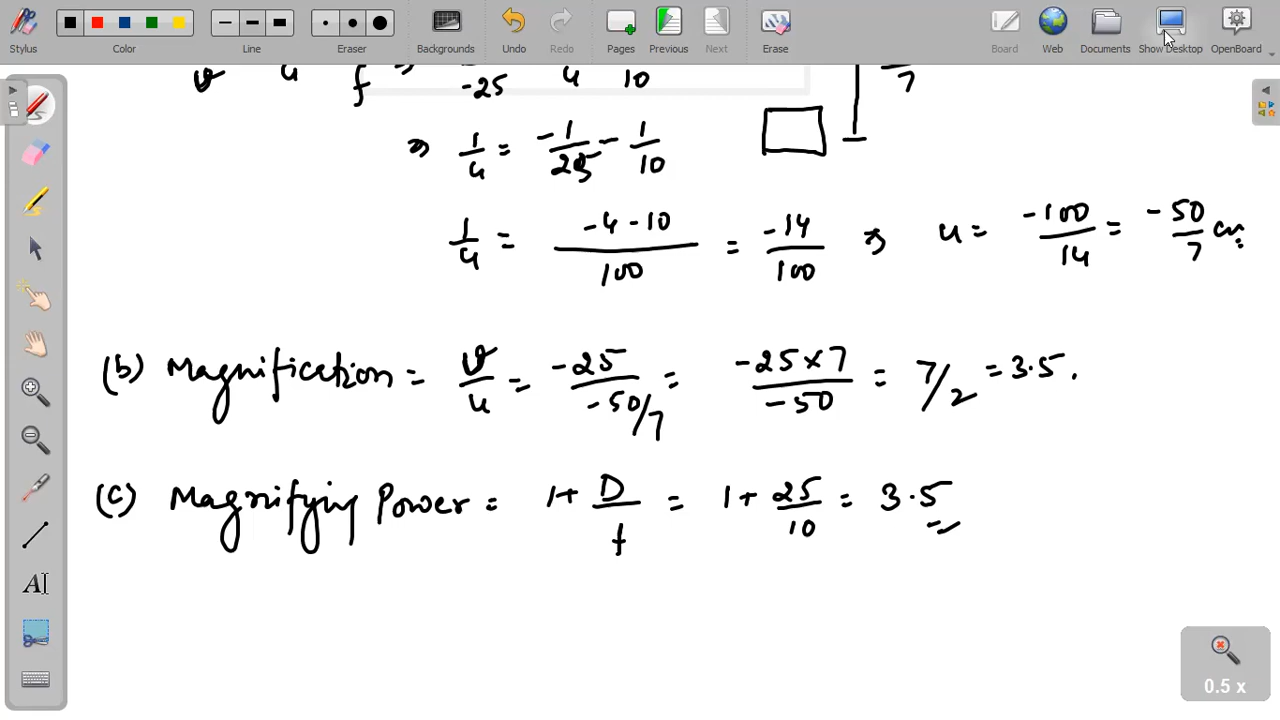 Stylus Color Line Eraser Backgrounds Undo Redo Pages Previous Next Erase Board Web Documents Show Desktop OpenBoard
v u f ⇒ -25 u 10 7
⇒ 1/u = -1/25 - 1/10
1/u = (-4 - 10)/100 = -14/100 ⇒ u = -100/14 = -50/7 cm
(b) Magnification = v/u = -25/(-50/7) = (-25 × 7)/-50 = 7/2 = 3.5.
(c) Magnifying Power = 1 + D/f = 1 + 25/10 = 3.5
AI
0.5 x